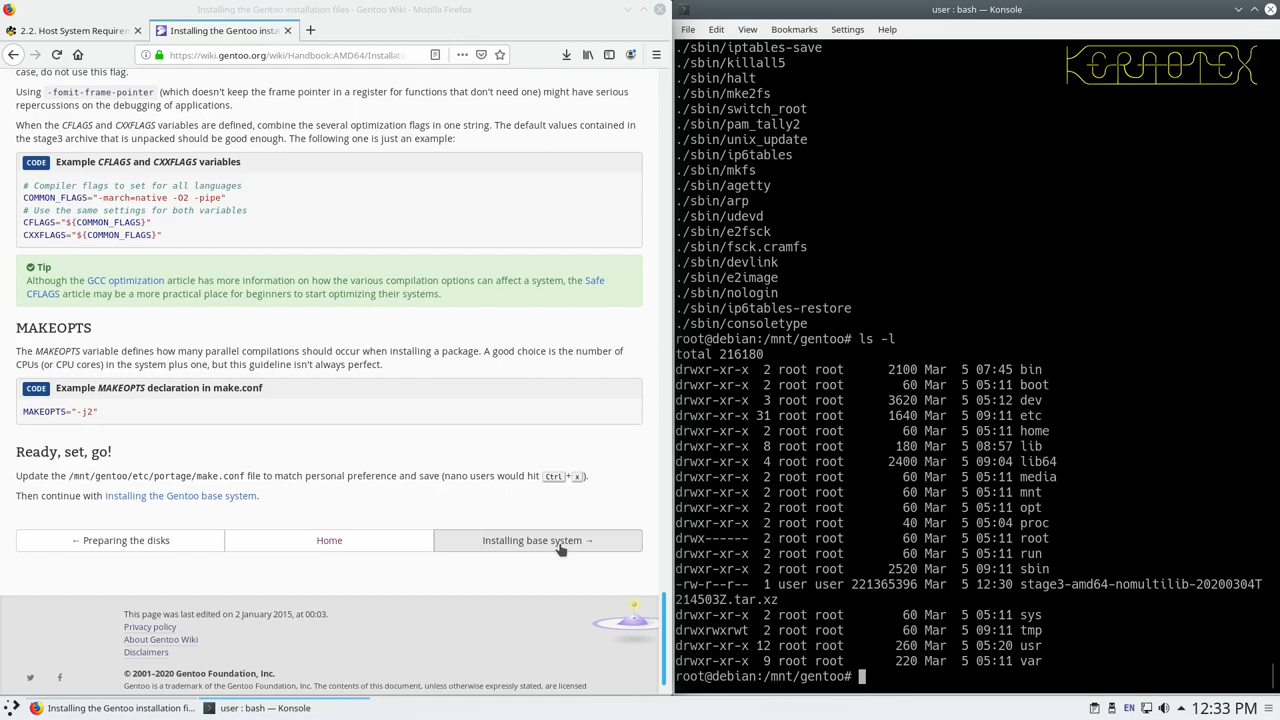 Installing the Gentoo installation files - Gentoo Wiki - Mozilla Firefox
2.2. Host System Requirem
Installing the Gentoo insta
https://wiki.gentoo.org/wiki/Handbook:AMD64/Installat
case, do not use this flag.
Using -fomit-frame-pointer (which doesn't keep the frame pointer in a register for functions that don't need one) might have serious
repercussions on the debugging of applications.
When the CFLAGS and CXXFLAGS variables are defined, combine the several optimization flags in one string. The default values contained in
the stage3 archive that is unpacked should be good enough. The following one is just an example:
CODE Example CFLAGS and CXXFLAGS variables
# Compiler flags to set for all languages
COMMON_FLAGS="-march=native -O2 -pipe"
# Use the same settings for both variables
CFLAGS="${COMMON_FLAGS}"
CXXFLAGS="${COMMON_FLAGS}"
Tip
Although the GCC optimization article has more information on how the various compilation options can affect a system, the Safe
CFLAGS article may be a more practical place for beginners to start optimizing their systems.
MAKEOPTS
The MAKEOPTS variable defines how many parallel compilations should occur when installing a package. A good choice is the number of
CPUs (or CPU cores) in the system plus one, but this guideline isn't always perfect.
CODE Example MAKEOPTS declaration in make.conf
MAKEOPTS="-j2"
Ready, set, go!
Update the /mnt/gentoo/etc/portage/make.conf file to match personal preference and save (nano users would hit Ctrl+x).
Then continue with Installing the Gentoo base system.
← Preparing the disks
Home
Installing base system →
This page was last edited on 2 January 2015, at 00:03.
Privacy policy
About Gentoo Wiki
Disclaimers
© 2001–2020 Gentoo Foundation, Inc.
Gentoo is a trademark of the Gentoo Foundation, Inc. The contents of this document, unless otherwise expressly stated, are licensed
user : bash — Konsole
File Edit View Bookmarks Settings Help
./sbin/iptables-save
./sbin/killall5
./sbin/halt
./sbin/mke2fs
./sbin/switch_root
./sbin/pam_tally2
./sbin/unix_update
./sbin/ip6tables
./sbin/mkfs
./sbin/agetty
./sbin/arp
./sbin/udevd
./sbin/e2fsck
./sbin/fsck.cramfs
./sbin/devlink
./sbin/e2image
./sbin/nologin
./sbin/ip6tables-restore
./sbin/consoletype
root@debian:/mnt/gentoo# ls -l
total 216180
drwxr-xr-x 2 root root 2100 Mar 5 07:45 bin
drwxr-xr-x 2 root root 60 Mar 5 05:11 boot
drwxr-xr-x 3 root root 3620 Mar 5 05:12 dev
drwxr-xr-x 31 root root 1640 Mar 5 09:11 etc
drwxr-xr-x 2 root root 60 Mar 5 05:11 home
drwxr-xr-x 8 root root 180 Mar 5 08:57 lib
drwxr-xr-x 4 root root 2400 Mar 5 09:04 lib64
drwxr-xr-x 2 root root 60 Mar 5 05:11 media
drwxr-xr-x 2 root root 60 Mar 5 05:11 mnt
drwxr-xr-x 2 root root 60 Mar 5 05:11 opt
drwxr-xr-x 2 root root 40 Mar 5 05:04 proc
drwx------ 2 root root 60 Mar 5 05:11 root
drwxr-xr-x 2 root root 60 Mar 5 05:11 run
drwxr-xr-x 2 root root 2520 Mar 5 09:11 sbin
-rw-r--r-- 1 user user 221365396 Mar 5 12:30 stage3-amd64-nomultilib-20200304T
214503Z.tar.xz
drwxr-xr-x 2 root root 60 Mar 5 05:11 sys
drwxrwxrwt 2 root root 60 Mar 5 09:11 tmp
drwxr-xr-x 12 root root 260 Mar 5 05:20 usr
drwxr-xr-x 9 root root 220 Mar 5 05:11 var
root@debian:/mnt/gentoo#
Installing the Gentoo installation fi...
user : bash — Konsole
EN
12:33 PM